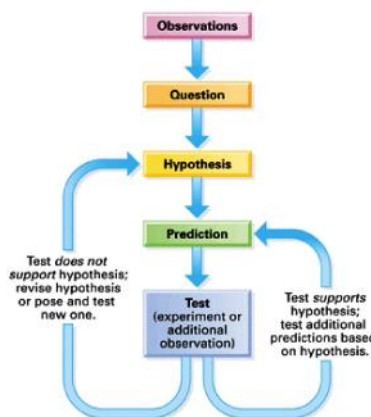 Observations
Question
Hypothesis
Prediction
Test
(experiment or
additional
observation)
Test does not
support hypothesis;
revise hypothesis
or pose and test
new one.
Test supports
hypothesis;
test additional
predictions based
on hypothesis.